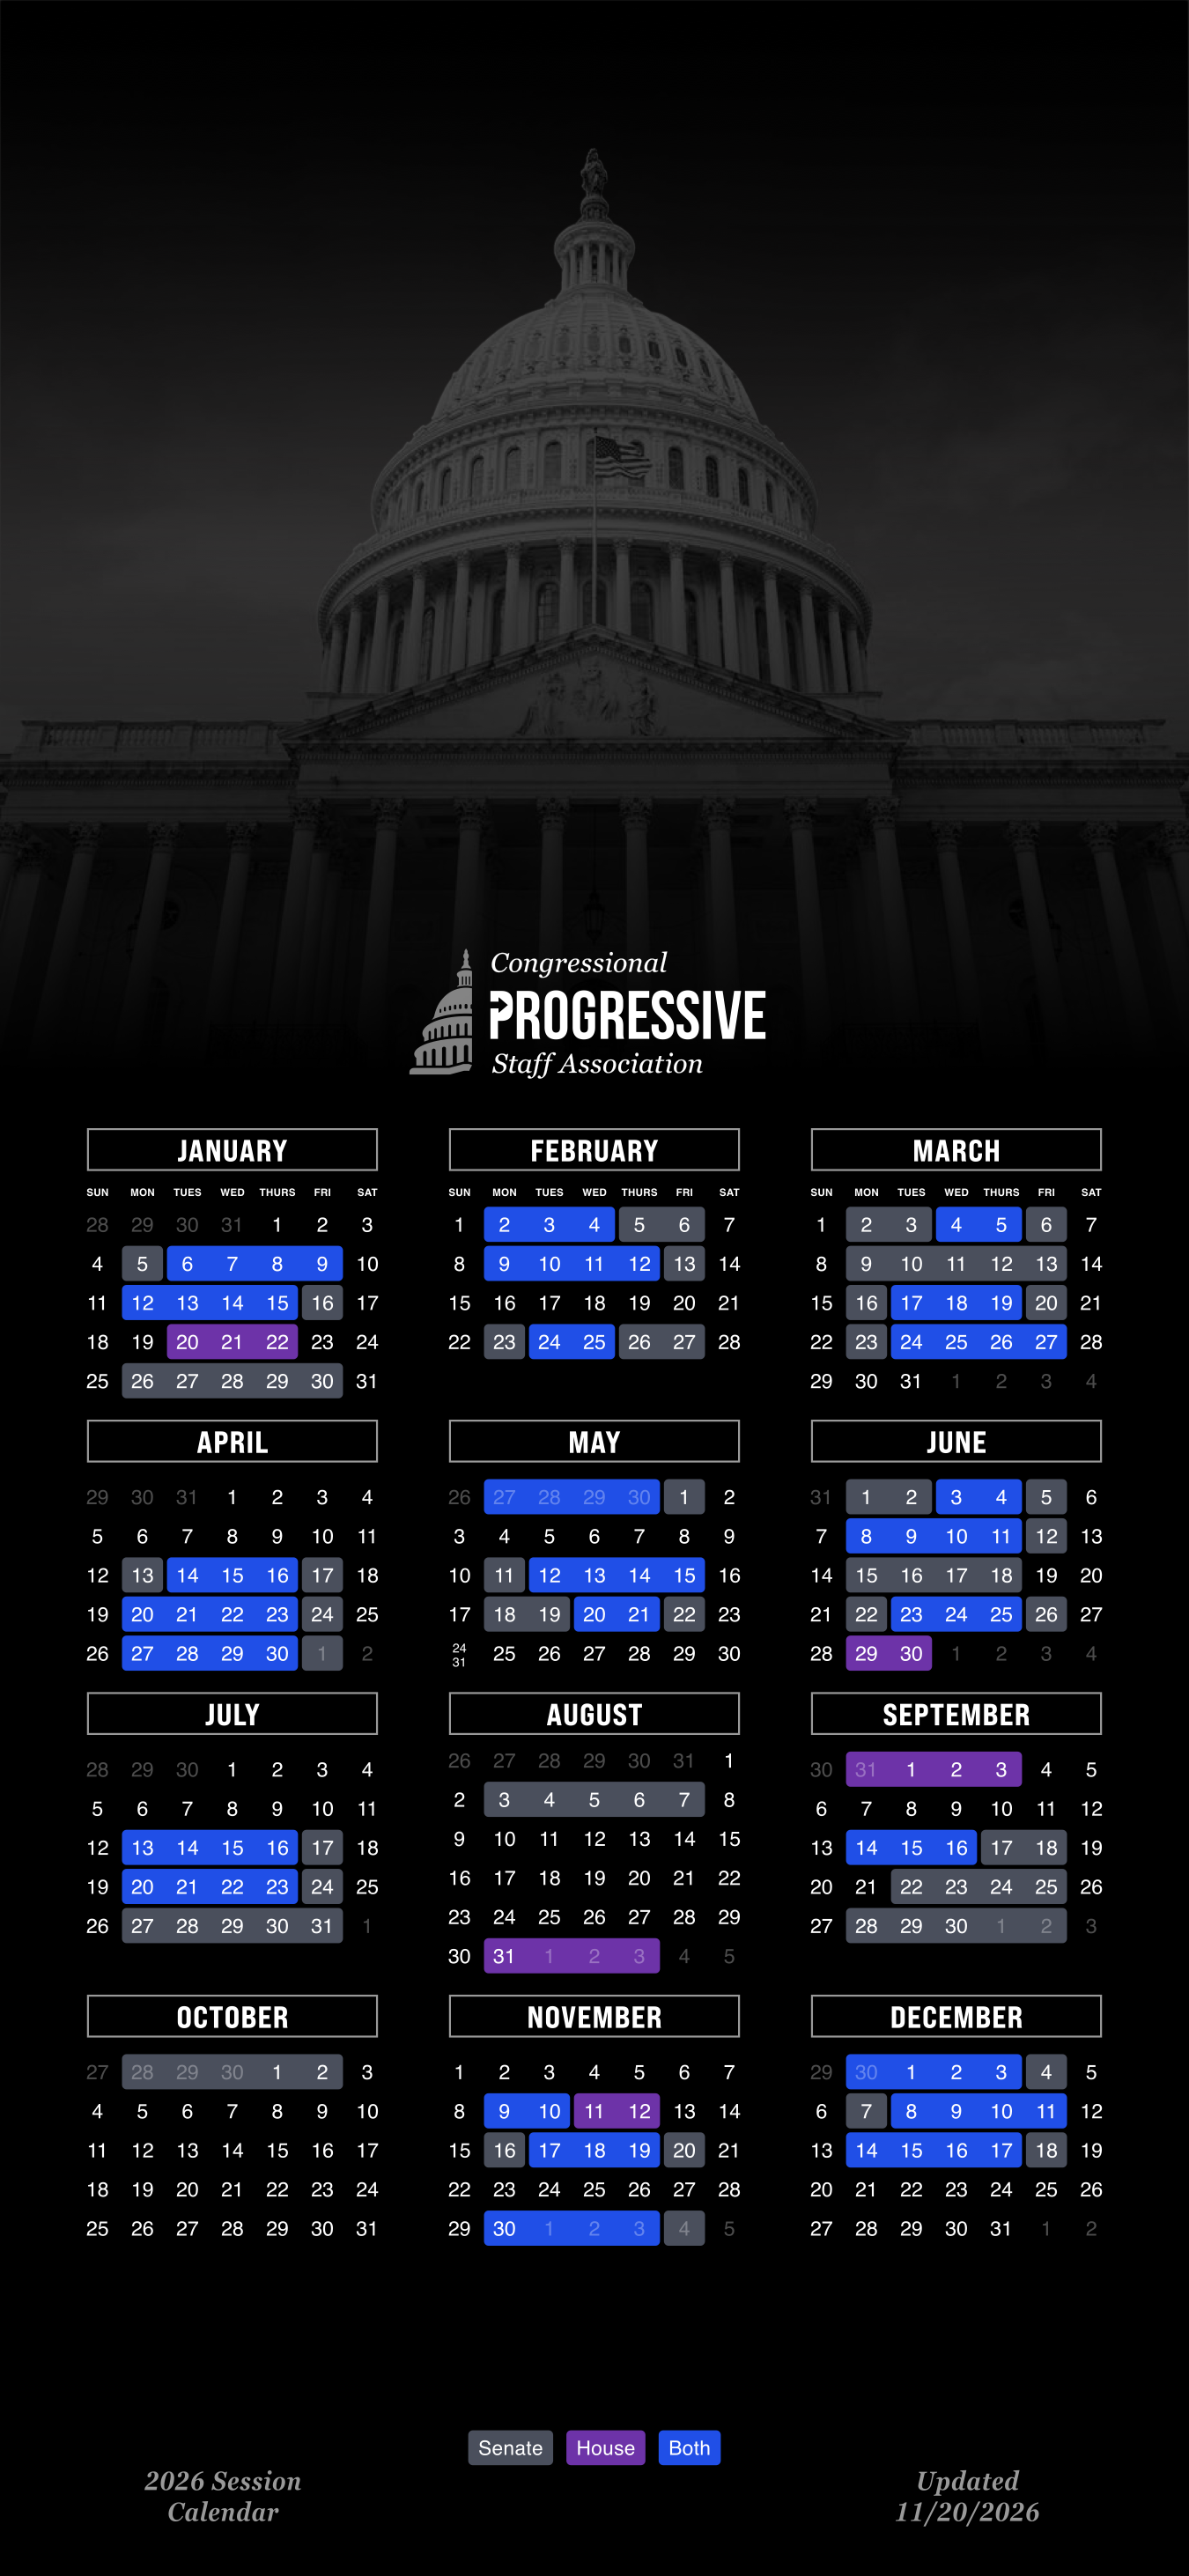 Congressional
PROGRESSIVE
Staff Association
JANUARY
SUN MON TUES WED THURS FRI SAT
28 29 30 31 1 2 3
4 5 6 7 8 9 10
11 12 13 14 15 16 17
18 19 20 21 22 23 24
25 26 27 28 29 30 31
FEBRUARY
SUN MON TUES WED THURS FRI SAT
1 2 3 4 5 6 7
8 9 10 11 12 13 14
15 16 17 18 19 20 21
22 23 24 25 26 27 28
MARCH
SUN MON TUES WED THURS FRI SAT
1 2 3 4 5 6 7
8 9 10 11 12 13 14
15 16 17 18 19 20 21
22 23 24 25 26 27 28
29 30 31 1 2 3 4
APRIL
29 30 31 1 2 3 4
5 6 7 8 9 10 11
12 13 14 15 16 17 18
19 20 21 22 23 24 25
26 27 28 29 30 1 2
MAY
26 27 28 29 30 1 2
3 4 5 6 7 8 9
10 11 12 13 14 15 16
17 18 19 20 21 22 23
24
31 25 26 27 28 29 30
JUNE
31 1 2 3 4 5 6
7 8 9 10 11 12 13
14 15 16 17 18 19 20
21 22 23 24 25 26 27
28 29 30 1 2 3 4
JULY
28 29 30 1 2 3 4
5 6 7 8 9 10 11
12 13 14 15 16 17 18
19 20 21 22 23 24 25
26 27 28 29 30 31 1
AUGUST
26 27 28 29 30 31 1
2 3 4 5 6 7 8
9 10 11 12 13 14 15
16 17 18 19 20 21 22
23 24 25 26 27 28 29
30 31 1 2 3 4 5
SEPTEMBER
30 31 1 2 3 4 5
6 7 8 9 10 11 12
13 14 15 16 17 18 19
20 21 22 23 24 25 26
27 28 29 30 1 2 3
OCTOBER
27 28 29 30 1 2 3
4 5 6 7 8 9 10
11 12 13 14 15 16 17
18 19 20 21 22 23 24
25 26 27 28 29 30 31
NOVEMBER
1 2 3 4 5 6 7
8 9 10 11 12 13 14
15 16 17 18 19 20 21
22 23 24 25 26 27 28
29 30 1 2 3 4 5
DECEMBER
29 30 1 2 3 4 5
6 7 8 9 10 11 12
13 14 15 16 17 18 19
20 21 22 23 24 25 26
27 28 29 30 31 1 2
Senate House Both
2026 Session
Calendar
Updated
11/20/2026